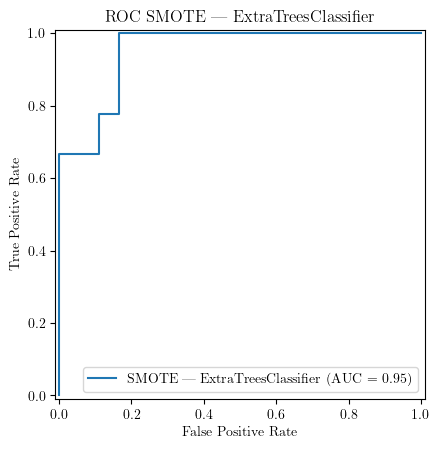 ROC SMOTE — ExtraTreesClassifier
1.0
0.8
0.6
0.4
0.2
0.0
True Positive Rate
SMOTE — ExtraTreesClassifier (AUC = 0.95)
0.0 0.2 0.4 0.6 0.8 1.0
False Positive Rate